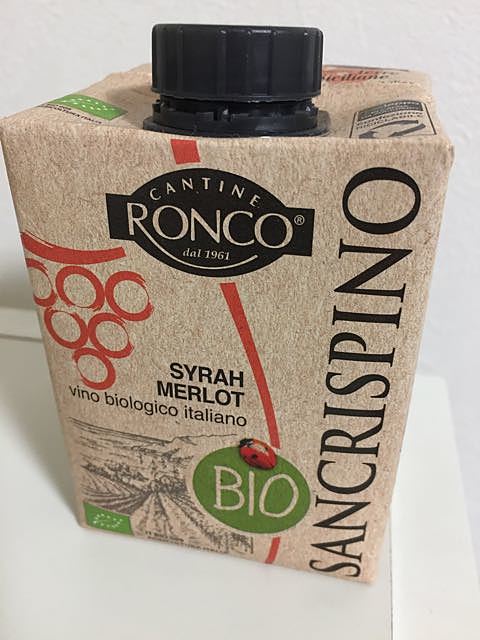 CANTINE
RONCO®
dal 1961
SANCRISPINO
SYRAH
MERLOT
vino biologico italiano
BIO